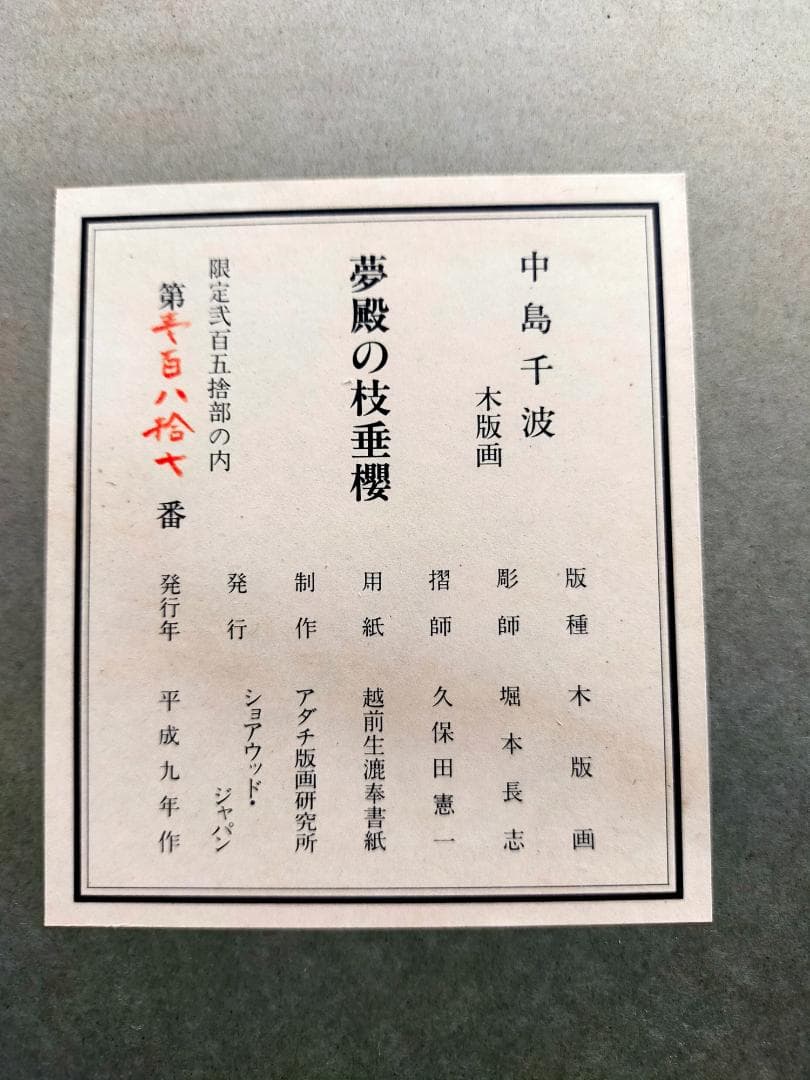 中島千波
木版画
夢殿の枝垂櫻
限定弐百五捨部の内
第壱百八拾七番
版種 木版画
彫師 堀本長志
摺師 久保田憲一
用紙 越前生漉奉書紙
制作 アダチ版画研究所
発行 ショアウッド・ジャパン
発行年 平成九年作